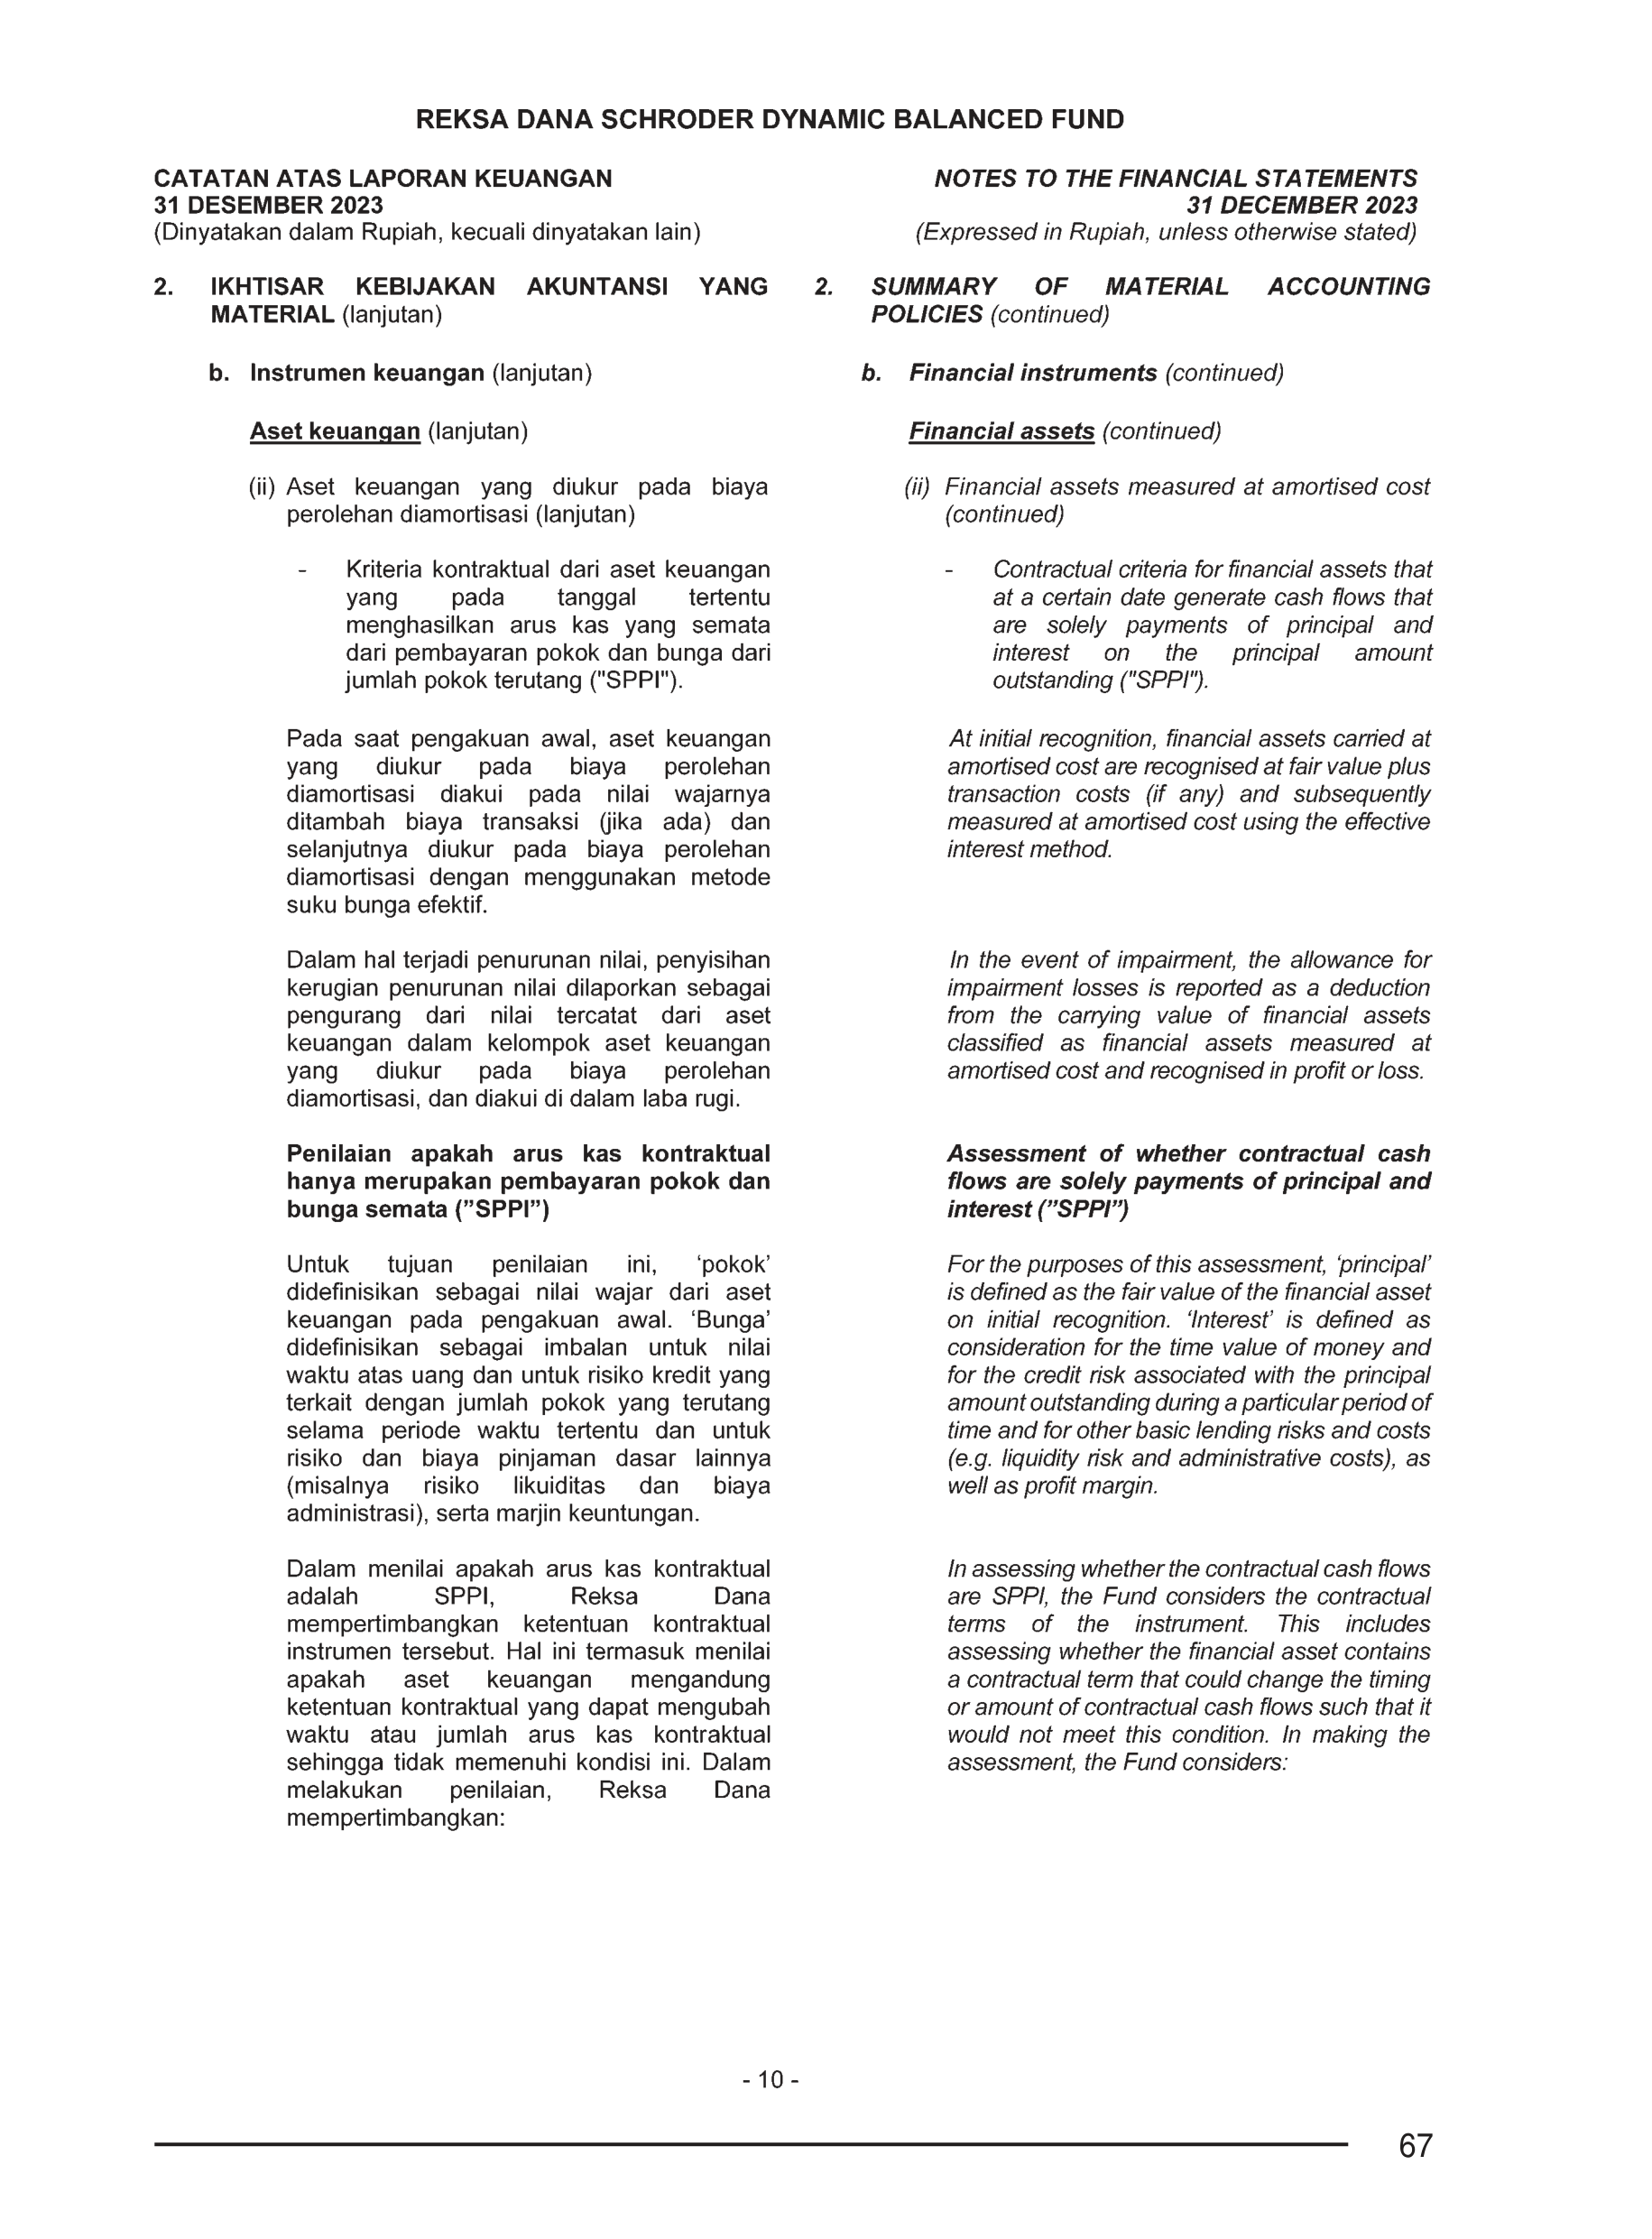 REKSA DANA SCHRODER DYNAMIC BALANCED FUND
CATATAN ATAS LAPORAN KEUANGAN
31 DESEMBER 2023
(Dinyatakan dalam Rupiah, kecuali dinyatakan lain)
NOTES TO THE FINANCIAL STATEMENTS
31 DECEMBER 2023
(Expressed in Rupiah, unless otherwise stated)
2. IKHTISAR KEBIJAKAN AKUNTANSI YANG
MATERIAL (lanjutan)
b. Instrumen keuangan (lanjutan)
Aset keuangan (lanjutan)
(ii) Aset keuangan yang diukur pada biaya
perolehan diamortisasi (lanjutan)
- Kriteria kontraktual dari aset keuangan
yang pada tanggal tertentu
menghasilkan arus kas yang semata
dari pembayaran pokok dan bunga dari
jumlah pokok terutang ("SPPI").
Pada saat pengakuan awal, aset keuangan
yang diukur pada biaya perolehan
diamortisasi diakui pada nilai wajarnya
ditambah biaya transaksi (jika ada) dan
selanjutnya diukur pada biaya perolehan
diamortisasi dengan menggunakan metode
suku bunga efektif.
Dalam hal terjadi penurunan nilai, penyisihan
kerugian penurunan nilai dilaporkan sebagai
pengurang dari nilai tercatat dari aset
keuangan dalam kelompok aset keuangan
yang diukur pada biaya perolehan
diamortisasi, dan diakui di dalam laba rugi.
Penilaian apakah arus kas kontraktual
hanya merupakan pembayaran pokok dan
bunga semata (”SPPI”)
Untuk tujuan penilaian ini, ‘pokok’
didefinisikan sebagai nilai wajar dari aset
keuangan pada pengakuan awal. ‘Bunga’
didefinisikan sebagai imbalan untuk nilai
waktu atas uang dan untuk risiko kredit yang
terkait dengan jumlah pokok yang terutang
selama periode waktu tertentu dan untuk
risiko dan biaya pinjaman dasar lainnya
(misalnya risiko likuiditas dan biaya
administrasi), serta marjin keuntungan.
Dalam menilai apakah arus kas kontraktual
adalah SPPI, Reksa Dana
mempertimbangkan ketentuan kontraktual
instrumen tersebut. Hal ini termasuk menilai
apakah aset keuangan mengandung
ketentuan kontraktual yang dapat mengubah
waktu atau jumlah arus kas kontraktual
sehingga tidak memenuhi kondisi ini. Dalam
melakukan penilaian, Reksa Dana
mempertimbangkan:
2. SUMMARY OF MATERIAL ACCOUNTING
POLICIES (continued)
b. Financial instruments (continued)
Financial assets (continued)
(ii) Financial assets measured at amortised cost
(continued)
- Contractual criteria for financial assets that
at a certain date generate cash flows that
are solely payments of principal and
interest on the principal amount
outstanding ("SPPI").
At initial recognition, financial assets carried at
amortised cost are recognised at fair value plus
transaction costs (if any) and subsequently
measured at amortised cost using the effective
interest method.
In the event of impairment, the allowance for
impairment losses is reported as a deduction
from the carrying value of financial assets
classified as financial assets measured at
amortised cost and recognised in profit or loss.
Assessment of whether contractual cash
flows are solely payments of principal and
interest (”SPPI”)
For the purposes of this assessment, ‘principal’
is defined as the fair value of the financial asset
on initial recognition. ‘Interest’ is defined as
consideration for the time value of money and
for the credit risk associated with the principal
amount outstanding during a particular period of
time and for other basic lending risks and costs
(e.g. liquidity risk and administrative costs), as
well as profit margin.
In assessing whether the contractual cash flows
are SPPI, the Fund considers the contractual
terms of the instrument. This includes
assessing whether the financial asset contains
a contractual term that could change the timing
or amount of contractual cash flows such that it
would not meet this condition. In making the
assessment, the Fund considers:
- 10 -
67